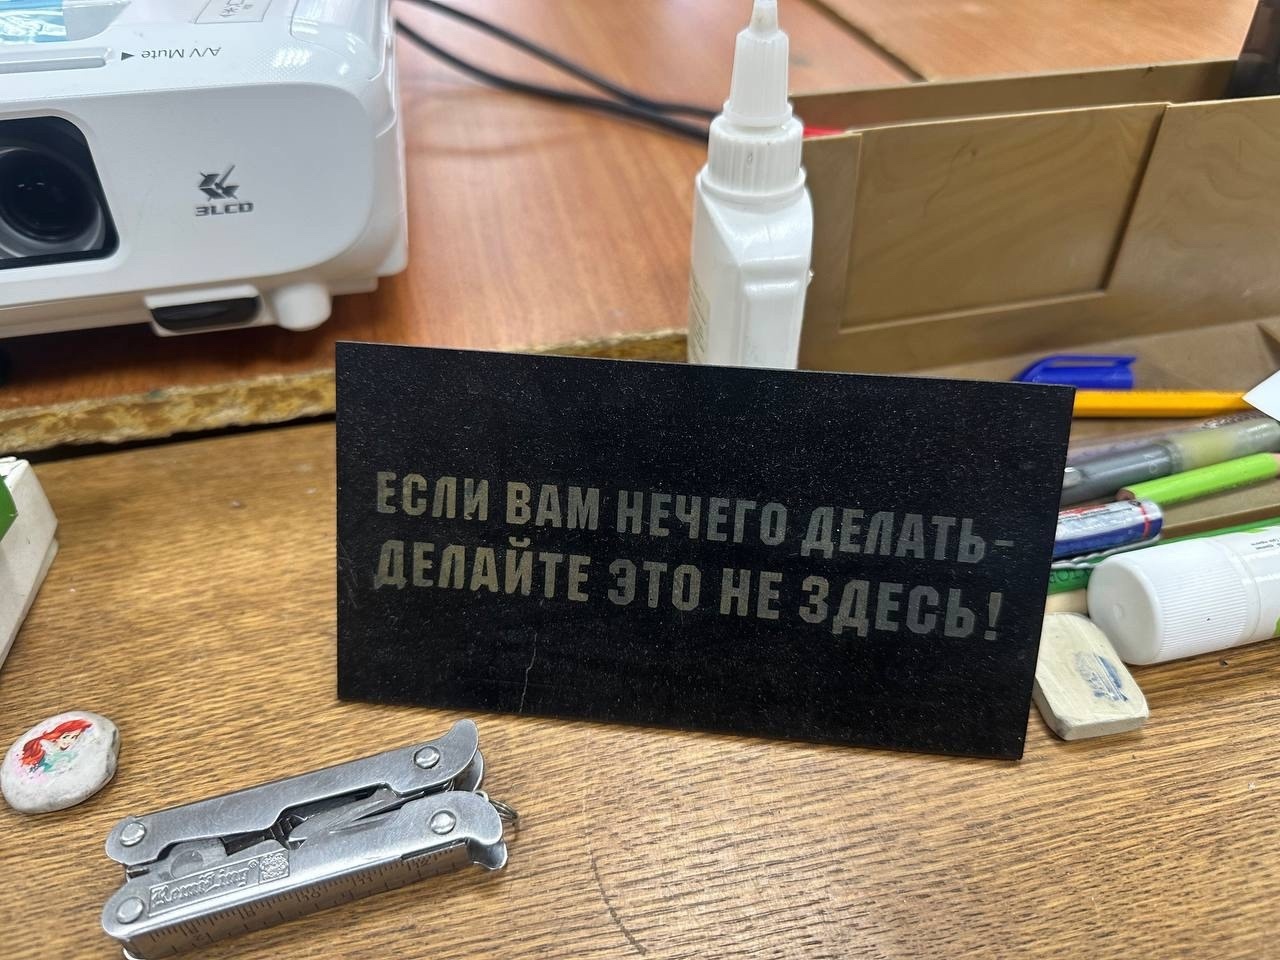 A/V Mute
3LCD
ЕСЛИ ВАМ НЕЧЕГО ДЕЛАТЬ-
ДЕЛАЙТЕ ЭТО НЕ ЗДЕСЬ!